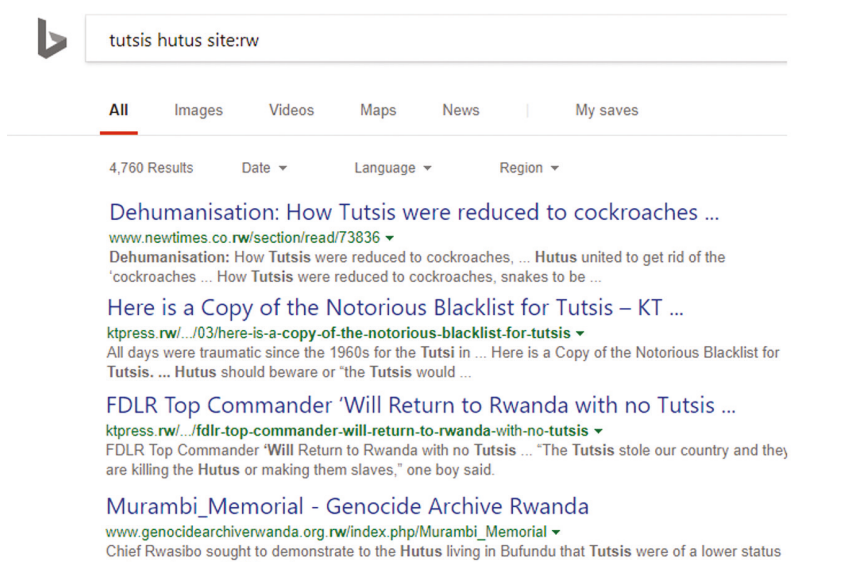 tutsis hutus site:rw
All Images Videos Maps News | My saves
4,760 Results Date Language Region
Dehumanisation: How Tutsis were reduced to cockroaches ...
www.newtimes.co.rw/section/read/73836
Dehumanisation: How Tutsis were reduced to cockroaches, ... Hutus united to get rid of the
'cockroaches ... How Tutsis were reduced to cockroaches, snakes to be ...
Here is a Copy of the Notorious Blacklist for Tutsis – KT ...
ktpress.rw/.../03/here-is-a-copy-of-the-notorious-blacklist-for-tutsis
All days were traumatic since the 1960s for the Tutsi in ... Here is a Copy of the Notorious Blacklist for
Tutsis. ... Hutus should beware or “the Tutsis would ...
FDLR Top Commander ‘Will Return to Rwanda with no Tutsis ...
ktpress.rw/.../fdlr-top-commander-will-return-to-rwanda-with-no-tutsis
FDLR Top Commander ‘Will Return to Rwanda with no Tutsis ... “The Tutsis stole our country and they
are killing the Hutus or making them slaves,” one boy said.
Murambi_Memorial - Genocide Archive Rwanda
www.genocidearchiverwanda.org.rw/index.php/Murambi_Memorial
Chief Rwasibo sought to demonstrate to the Hutus living in Bufundu that Tutsis were of a lower status